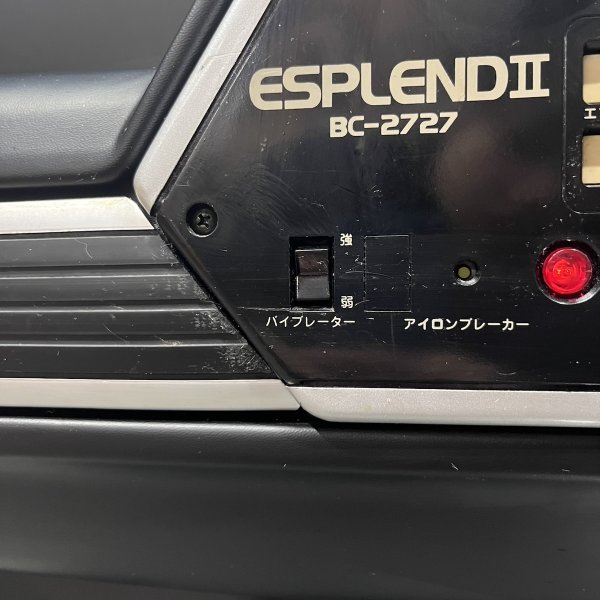 ESPLENDII
BC-2727
強
弱
バイブレーター
アイロンブレーカー